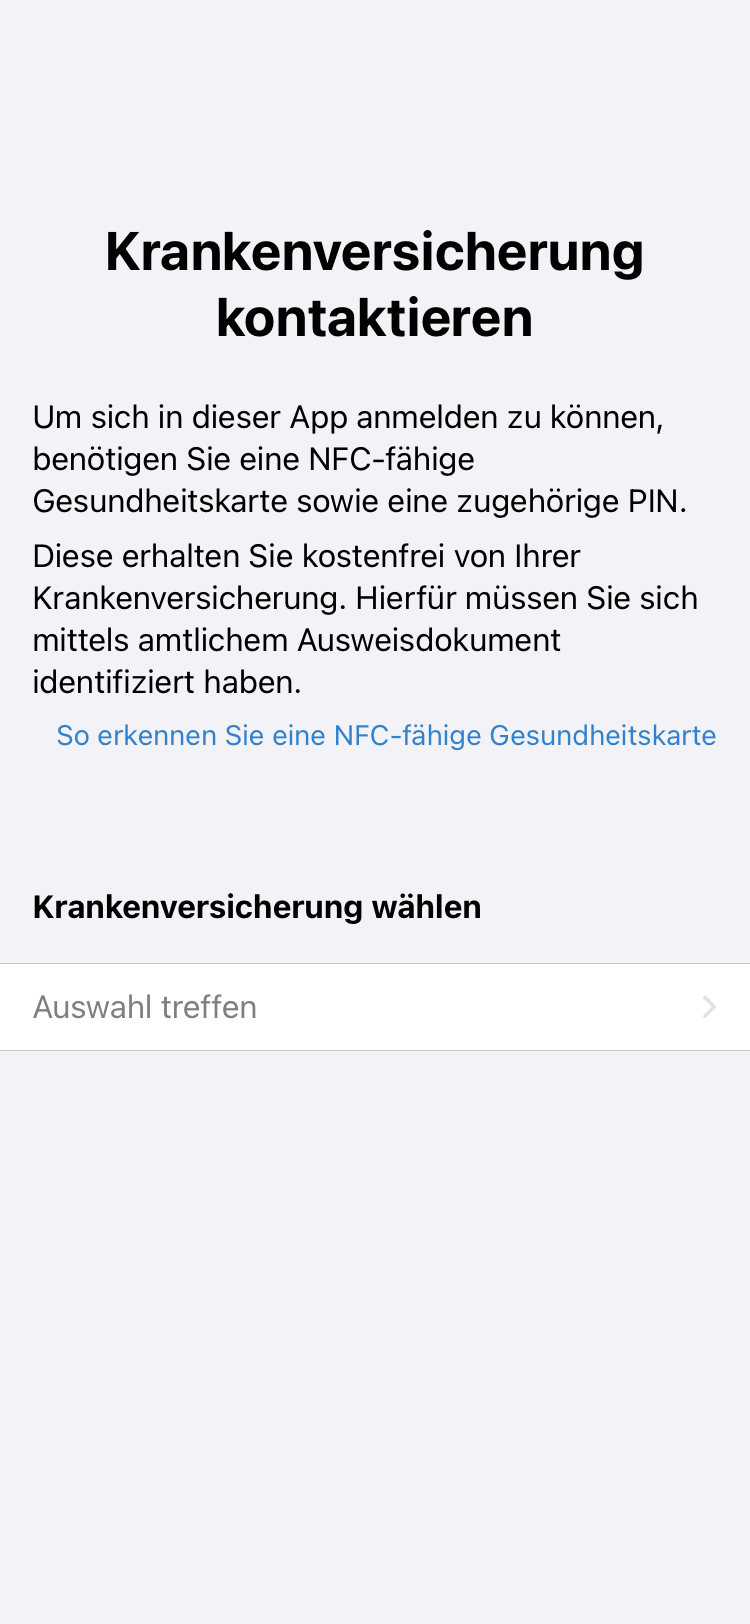 Krankenversicherung
kontaktieren
Um sich in dieser App anmelden zu können,
benötigen Sie eine NFC-fähige
Gesundheitskarte sowie eine zugehörige PIN.
Diese erhalten Sie kostenfrei von Ihrer
Krankenversicherung. Hierfür müssen Sie sich
mittels amtlichem Ausweisdokument
identifiziert haben.
So erkennen Sie eine NFC-fähige Gesundheitskarte
Krankenversicherung wählen
Auswahl treffen